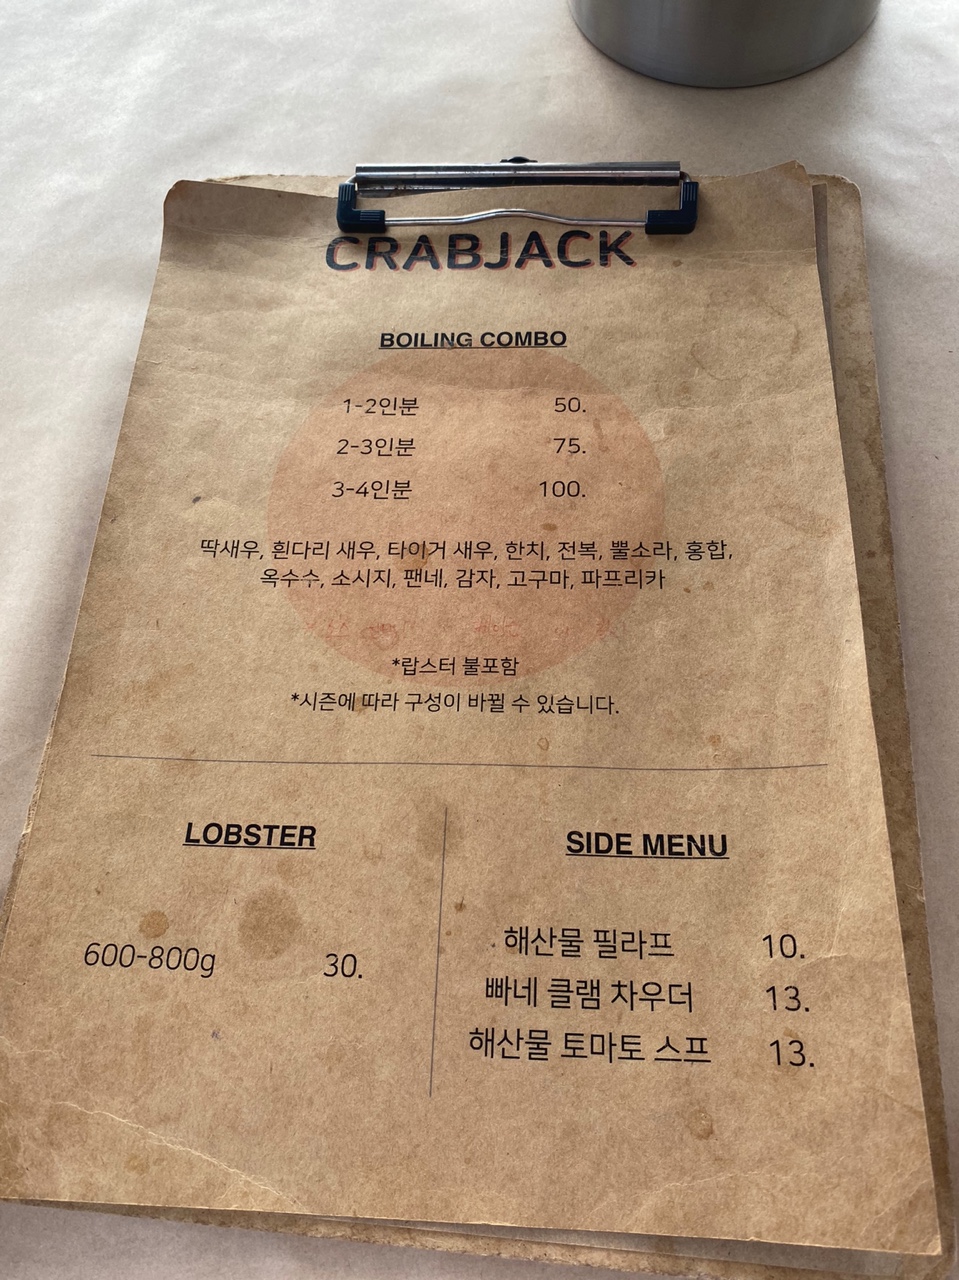 CRABJACK
BOILING COMBO
1-2인분 50.
2-3인분 75.
3-4인분 100.
딱새우, 흰다리 새우, 타이거 새우, 한치, 전복, 뿔소라, 홍합,
옥수수, 소시지, 팬네, 감자, 고구마, 파프리카
*랍스터 불포함
*시즌에 따라 구성이 바뀔 수 있습니다.
LOBSTER
600-800g 30.
SIDE MENU
해산물 필라프 10.
빠네 클램 차우더 13.
해산물 토마토 스프 13.